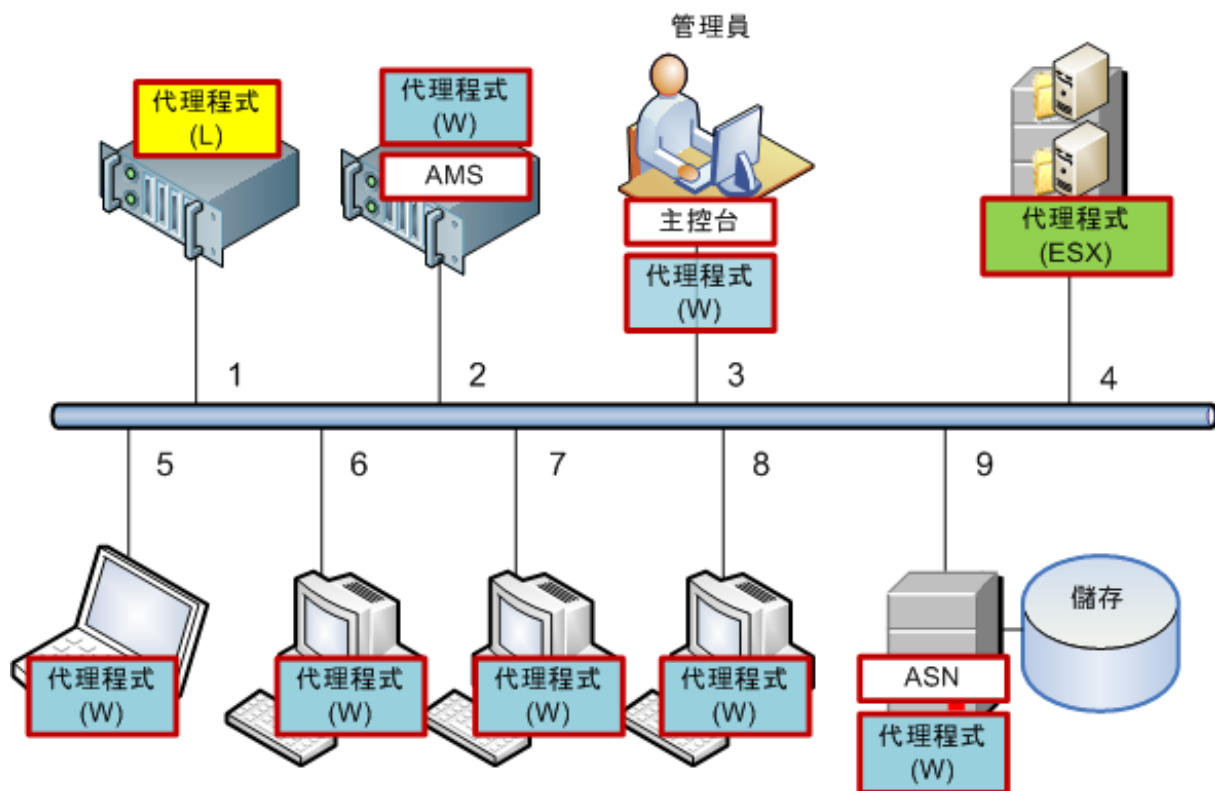 管理員
代理程式
(L)
代理程式
(W)
AMS
主控台
代理程式
(W)
代理程式
(ESX)
1
2
3
4
5
6
7
8
9
代理程式
(W)
代理程式
(W)
代理程式
(W)
代理程式
(W)
ASN
代理程式
(W)
儲存